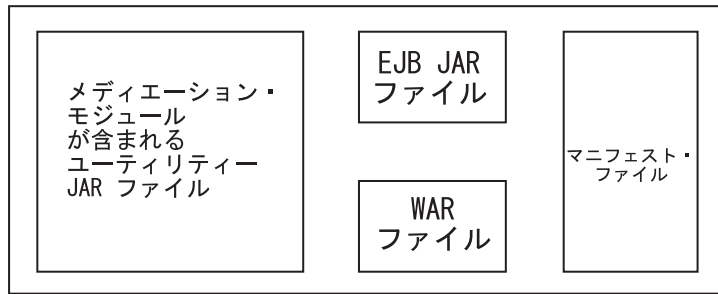 メディエーション・
モジュール
が含まれる
ユーティリティー
JAR ファイル
EJB JAR
ファイル
WAR
ファイル
マニフェスト・
ファイル